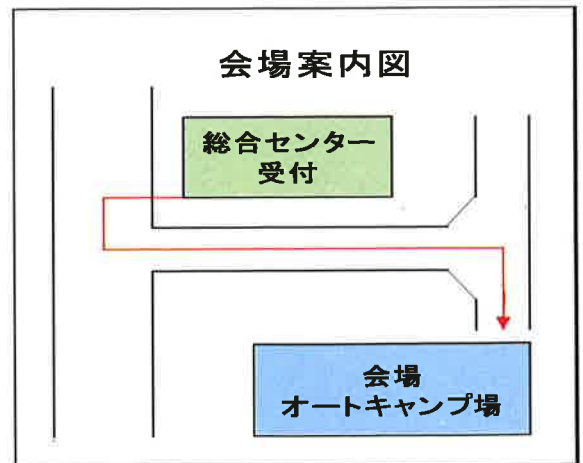 会場案内図
総合センター
受付
会場
オートキャンプ場